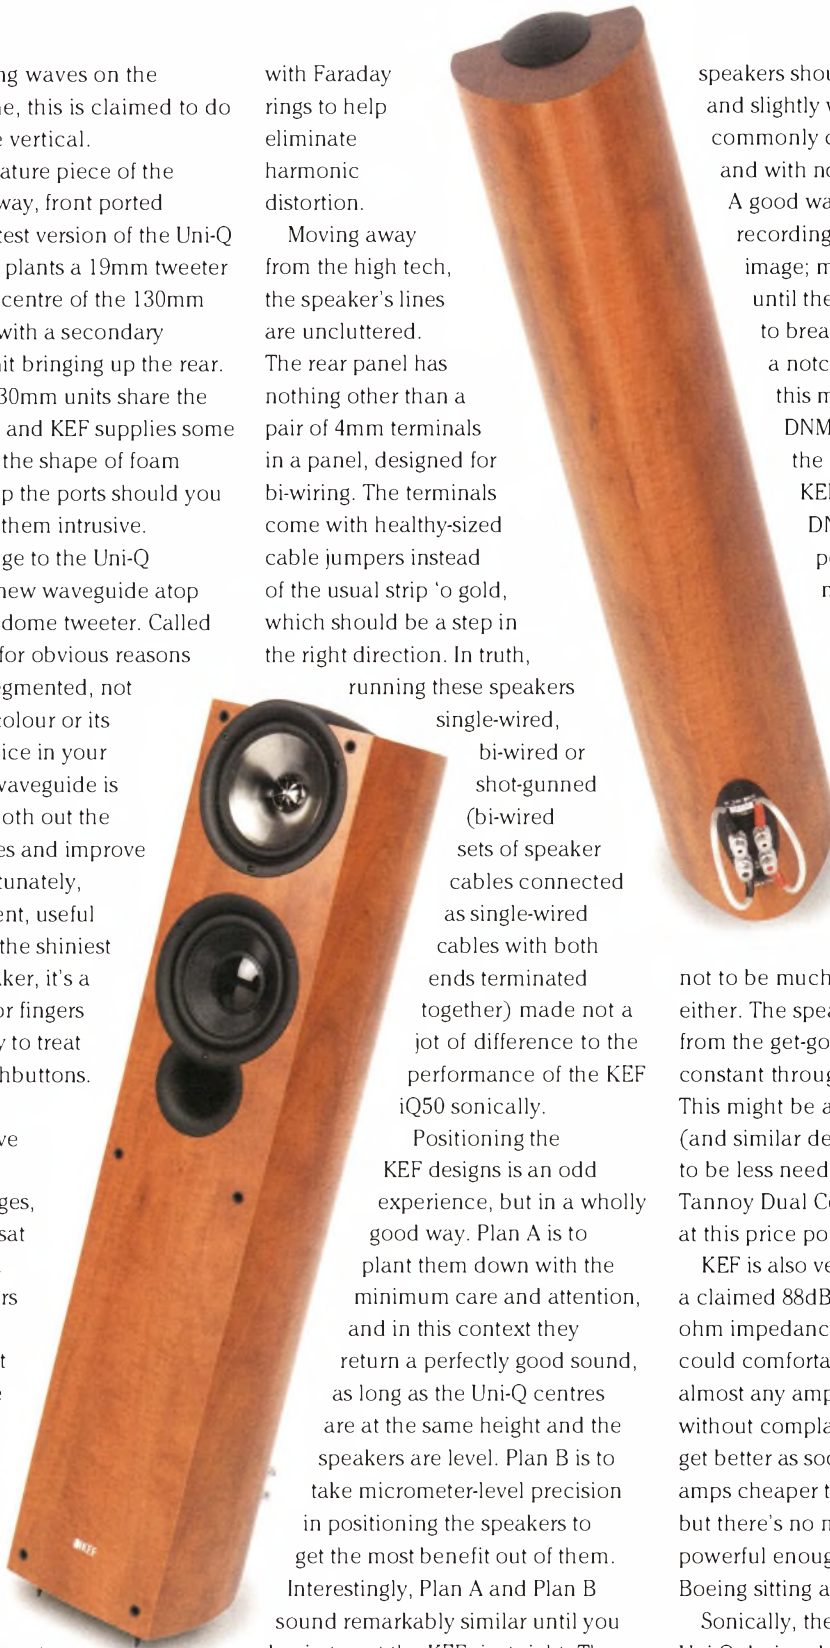 ng waves on the
e, this is claimed to do
vertical.
ature piece of the
way, front ported
test version of the Uni-Q
plants a 19mm tweeter
centre of the 130mm
with a secondary
it bringing up the rear.
30mm units share the
and KEF supplies some
the shape of foam
p the ports should you
them intrusive.
ge to the Uni-Q
new waveguide atop
dome tweeter. Called
for obvious reasons
egmented, not
colour or its
ice in your
waveguide is
oth out the
es and improve
tunately,
ent, useful
the shiniest
ker, it's a
or fingers
y to treat
hbuttons.
ve
ges,
sat
rs
t
with Faraday
rings to help
eliminate
harmonic
distortion.
Moving away
from the high tech,
the speaker's lines
are uncluttered.
The rear panel has
nothing other than a
pair of 4mm terminals
in a panel, designed for
bi-wiring. The terminals
come with healthy-sized
cable jumpers instead
of the usual strip 'o gold,
which should be a step in
the right direction. In truth,
running these speakers
single-wired,
bi-wired or
shot-gunned
(bi-wired
sets of speaker
cables connected
as single-wired
cables with both
ends terminated
together) made not a
jot of difference to the
performance of the KEF
iQ50 sonically.
Positioning the
KEF designs is an odd
experience, but in a wholly
good way. Plan A is to
plant them down with the
minimum care and attention,
and in this context they
return a perfectly good sound,
as long as the Uni-Q centres
are at the same height and the
speakers are level. Plan B is to
take micrometer-level precision
in positioning the speakers to
get the most benefit out of them.
Interestingly, Plan A and Plan B
sound remarkably similar until you
speakers shou
and slightly
commonly
and with no
A good wa
recording
image; m
until the
to brea
a notc
this m
DNM
the
KEF
DN
p
not to be much
either. The spea
from the get-go
constant throug
This might be a
(and similar de
to be less need
Tannoy Dual Co
at this price po
KEF is also ve
a claimed 88dB
ohm impedanc
could comforta
almost any amp
without compla
get better as soo
amps cheaper t
but there's no n
powerful enoug
Boeing sitting a
Sonically, the
KEF